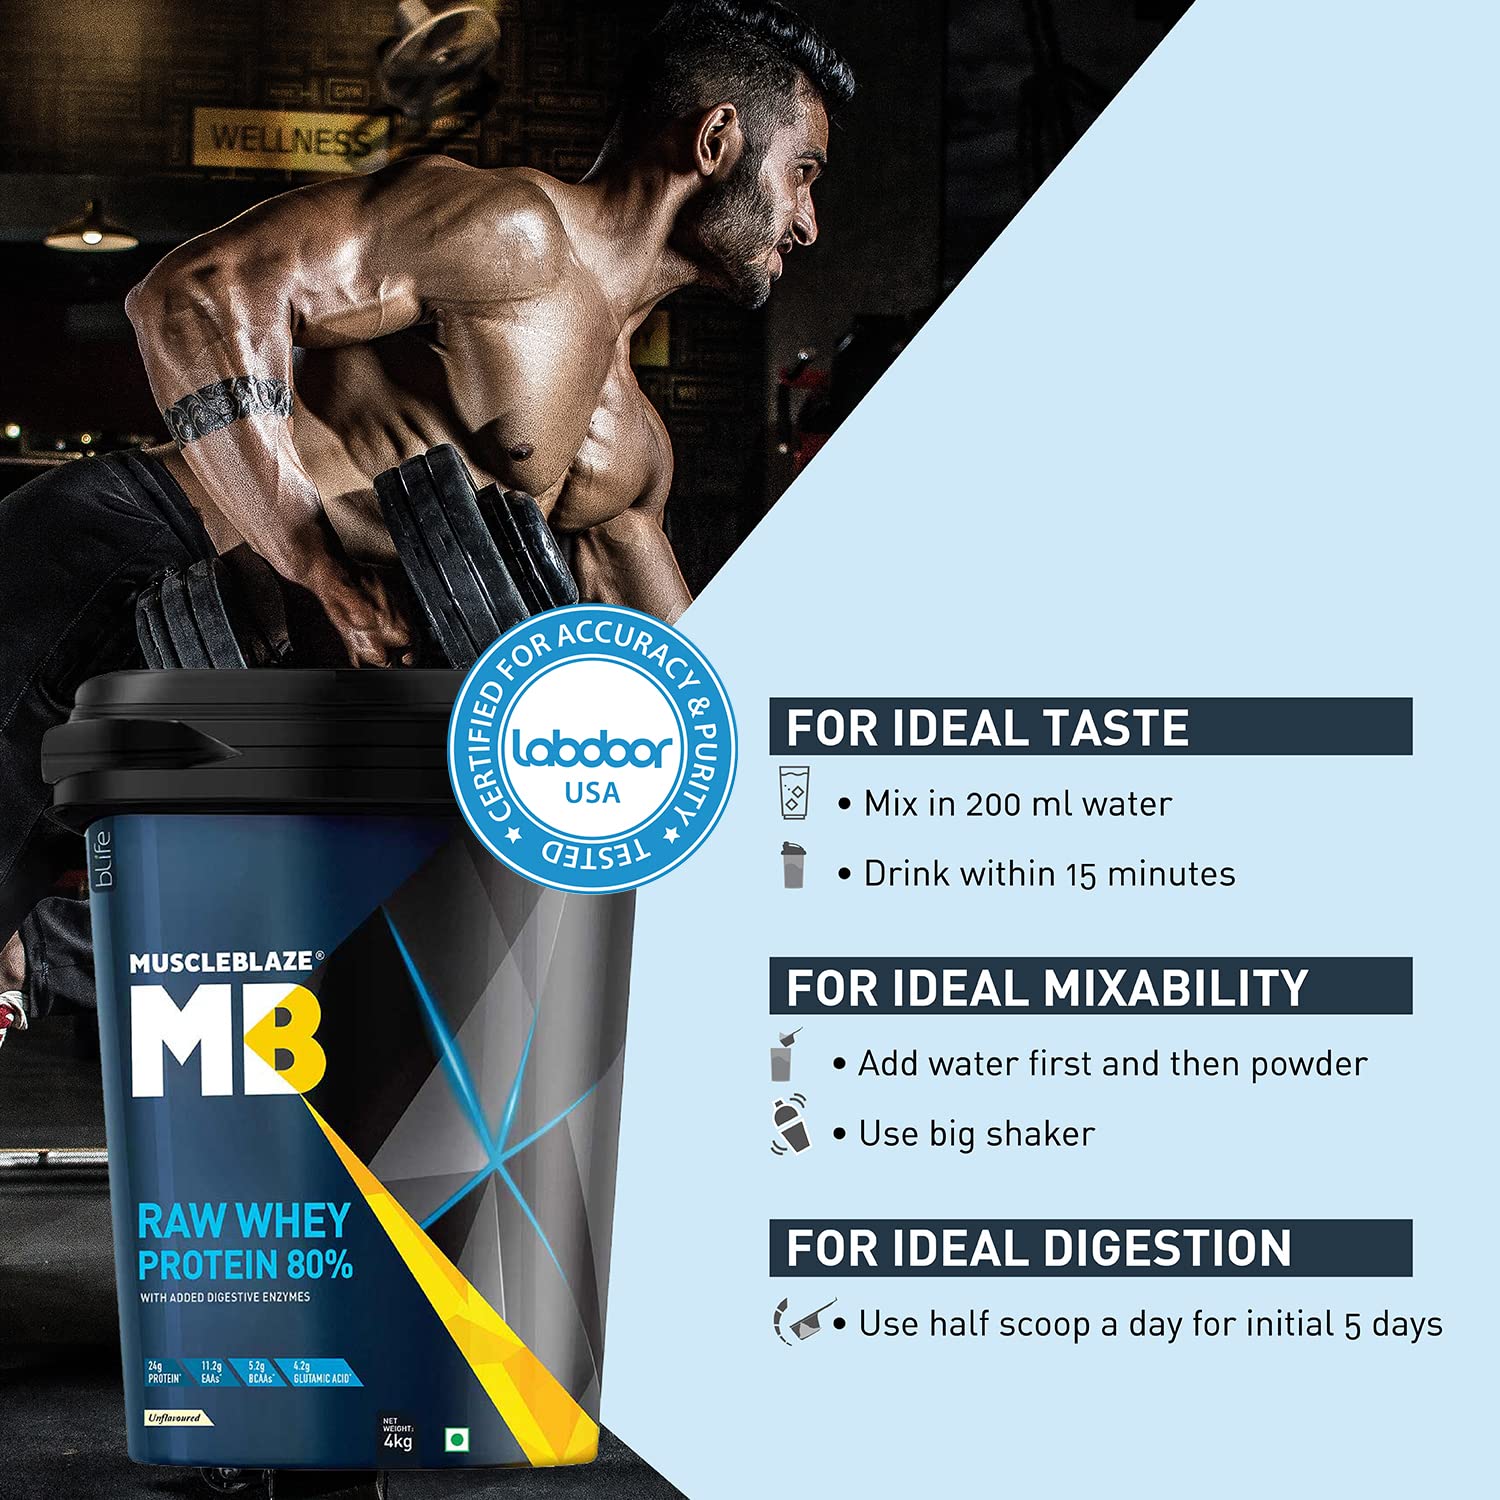 WELLNESS
GYM
CERTIFIED FOR ACCURACY & PURITY
labdoor
USA
★ TESTED ★
bLife
MUSCLEBLAZE®
MB
RAW WHEY
PROTEIN 80%
WITH ADDED DIGESTIVE ENZYMES
24g PROTEIN*
11.2g EAAs*
5.2g BCAAs*
4.2g GLUTAMIC ACID*
Unflavoured
NET
WEIGHT:
4kg
FOR IDEAL TASTE
• Mix in 200 ml water
• Drink within 15 minutes
FOR IDEAL MIXABILITY
• Add water first and then powder
• Use big shaker
FOR IDEAL DIGESTION
• Use half scoop a day for initial 5 days